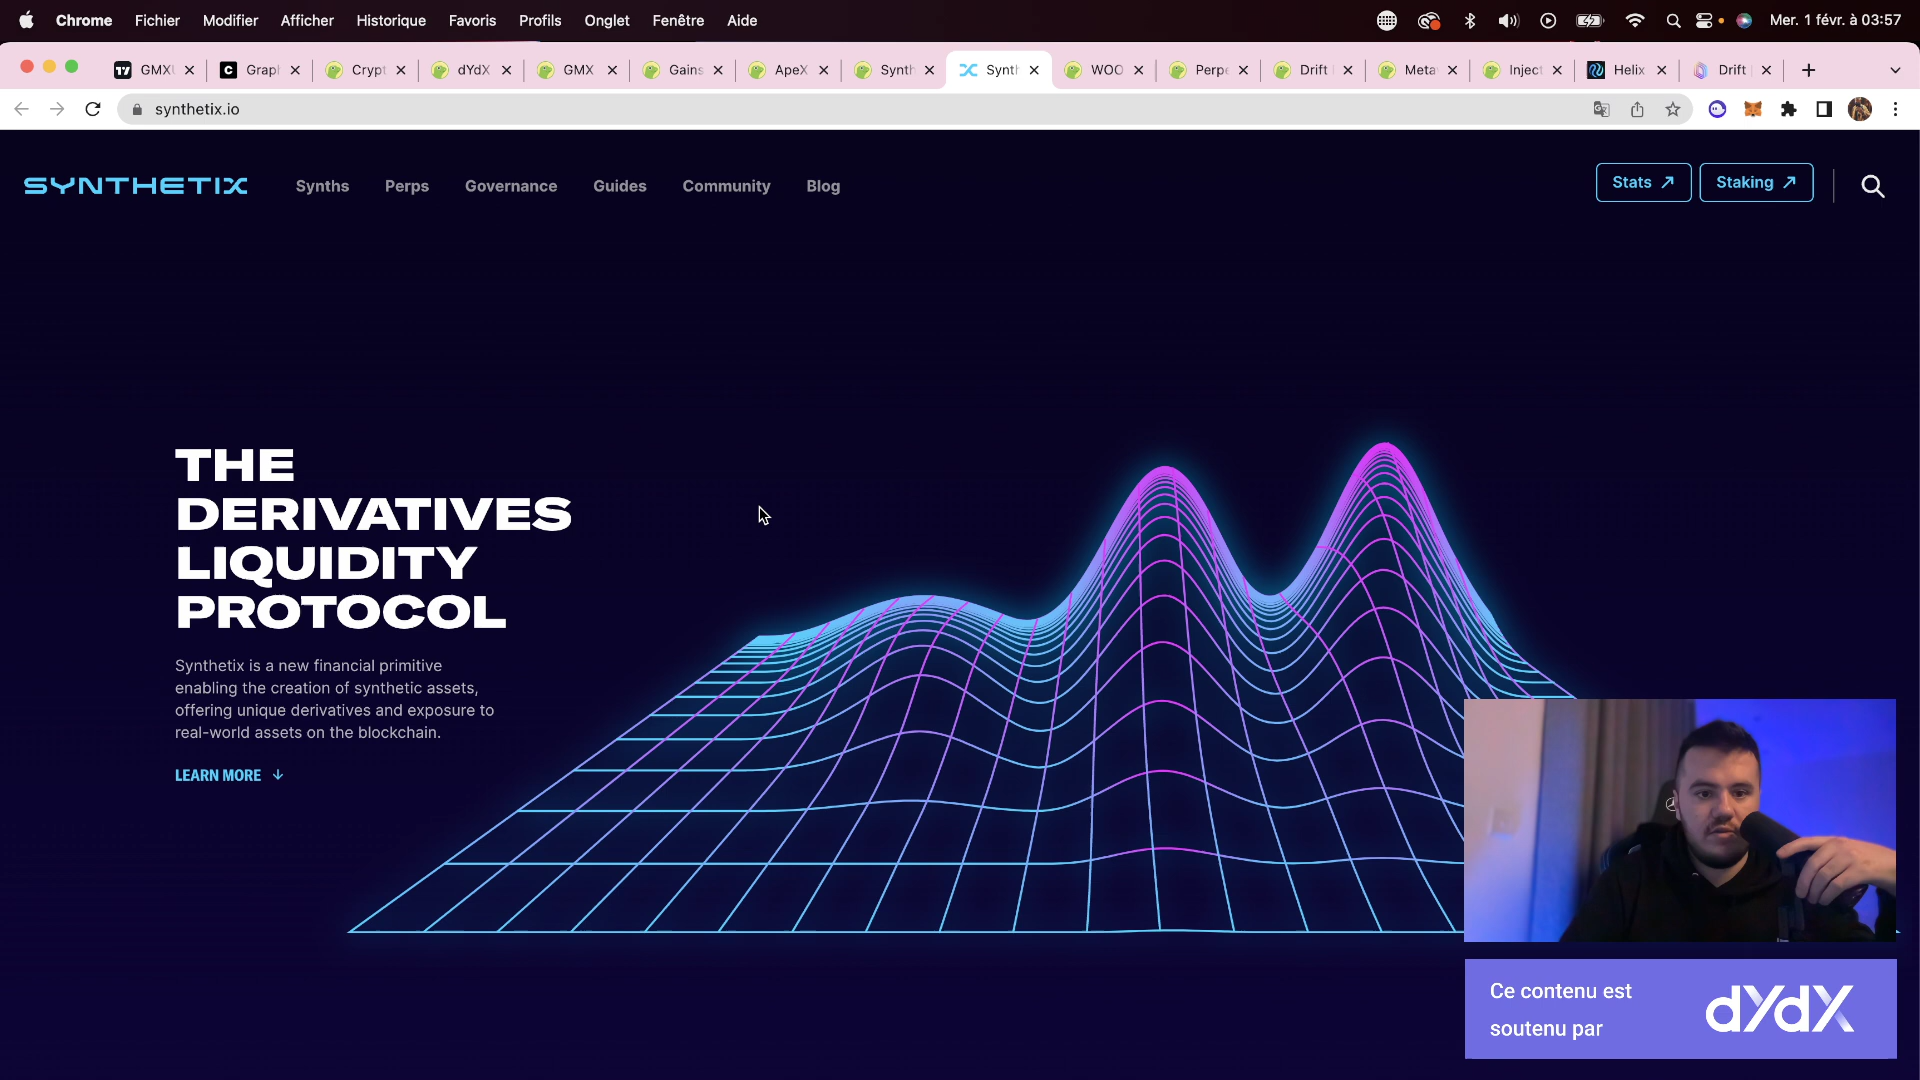 Chrome Fichier Modifier Afficher Historique Favoris Profils Onglet Fenêtre Aide
Mer. 1 févr. à 03:57
GMX Graph Crypt dYdX GMX Gains ApeX Synth Synth WOO Perpe Drift Meta Inject Helix Drift
synthetix.io
SYNTHETIX Synths Perps Governance Guides Community Blog
Stats Staking
THE
DERIVATIVES
LIQUIDITY
PROTOCOL
Synthetix is a new financial primitive
enabling the creation of synthetic assets,
offering unique derivatives and exposure to
real-world assets on the blockchain.
LEARN MORE
Ce contenu est
soutenu par
dYdX